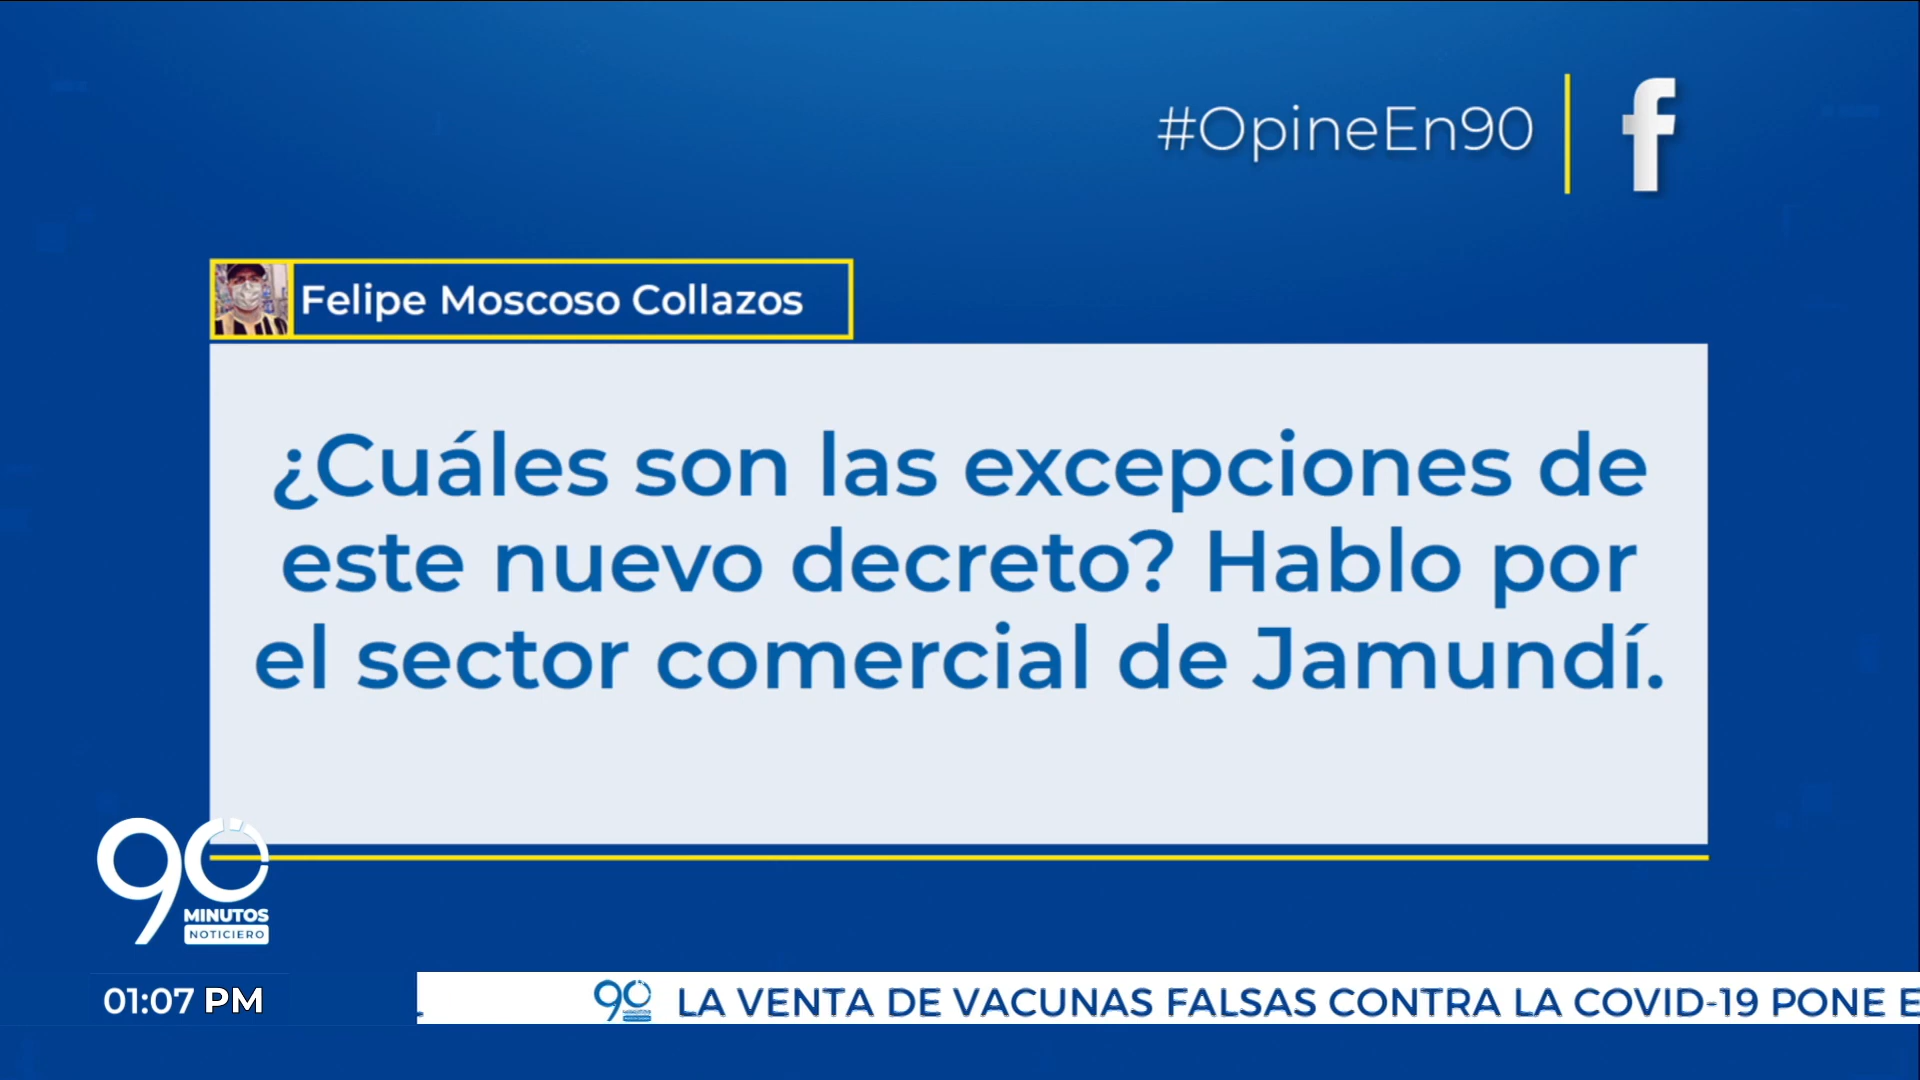 #OpineEn90
Felipe Moscoso Collazos
¿Cuáles son las excepciones de
este nuevo decreto? Hablo por
el sector comercial de Jamundí.
90
MINUTOS
NOTICIERO
01:07 PM
90 LA VENTA DE VACUNAS FALSAS CONTRA LA COVID-19 PONE